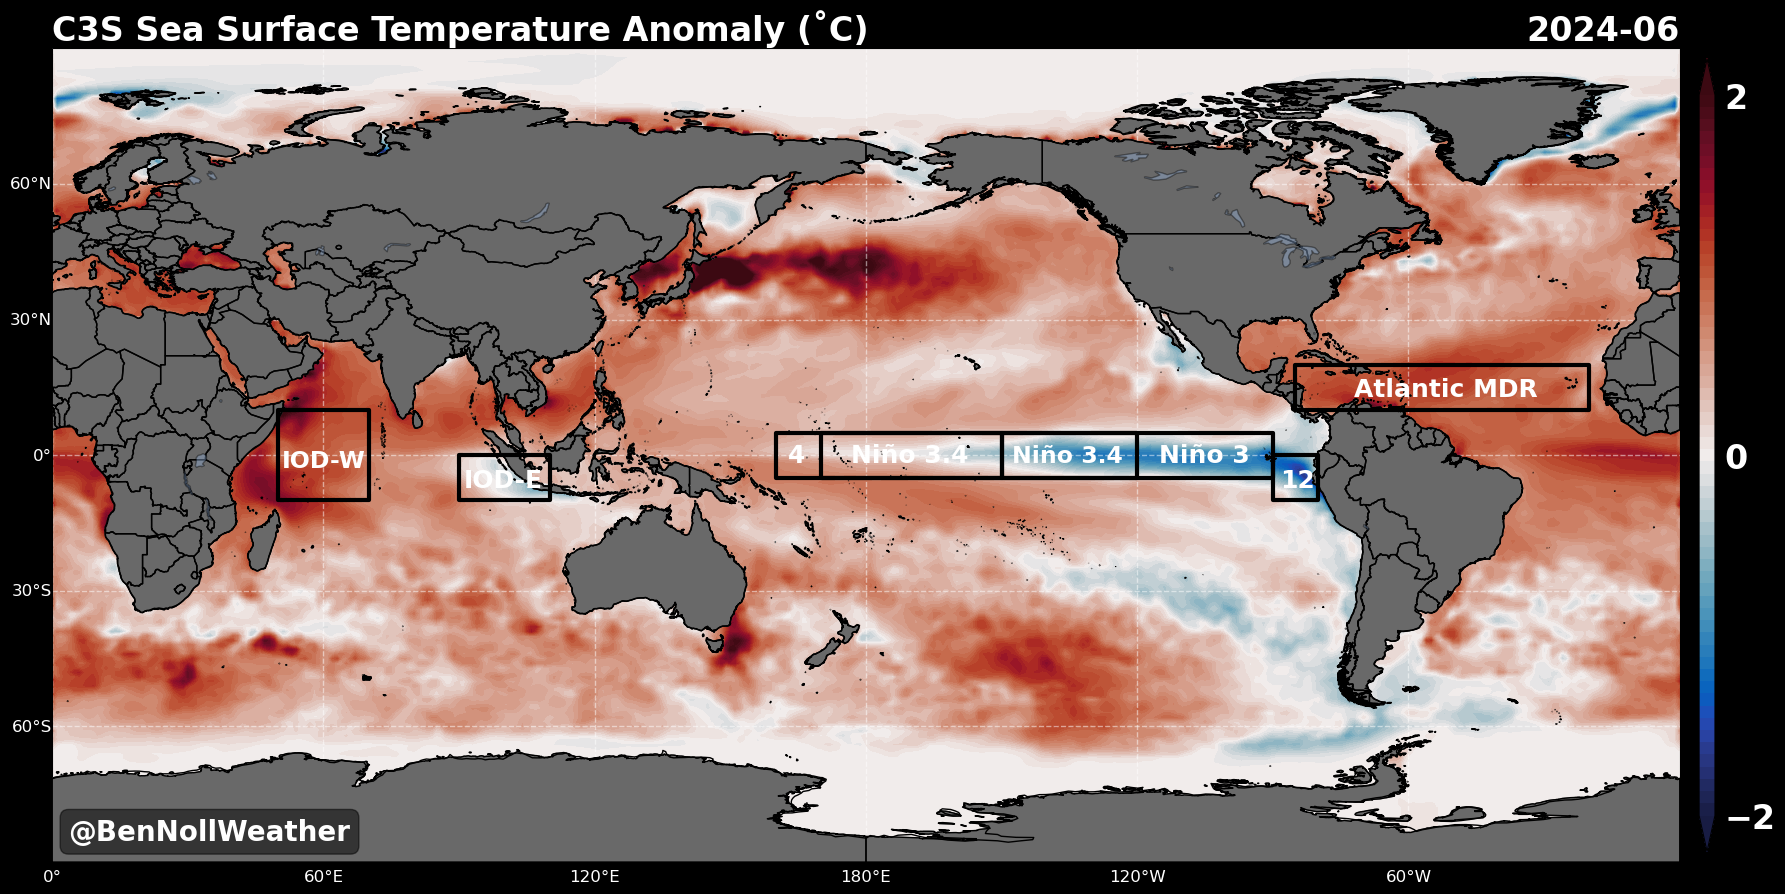 C3S Sea Surface Temperature Anomaly (˚C) 2024-06
2
60°N
30°N
Atlantic MDR
0° IOD-W 4 Niño 3.4 Niño 3.4 Niño 3 0
IOD-E 12
30°S
60°S
−2
@BenNollWeather
0° 60°E 120°E 180°E 120°W 60°W